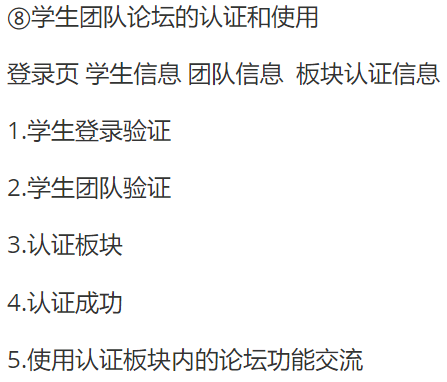 ⑧学生团队论坛的认证和使用
登录页 学生信息 团队信息  板块认证信息
1.学生登录验证
2.学生团队验证
3.认证板块
4.认证成功
5.使用认证板块内的论坛功能交流